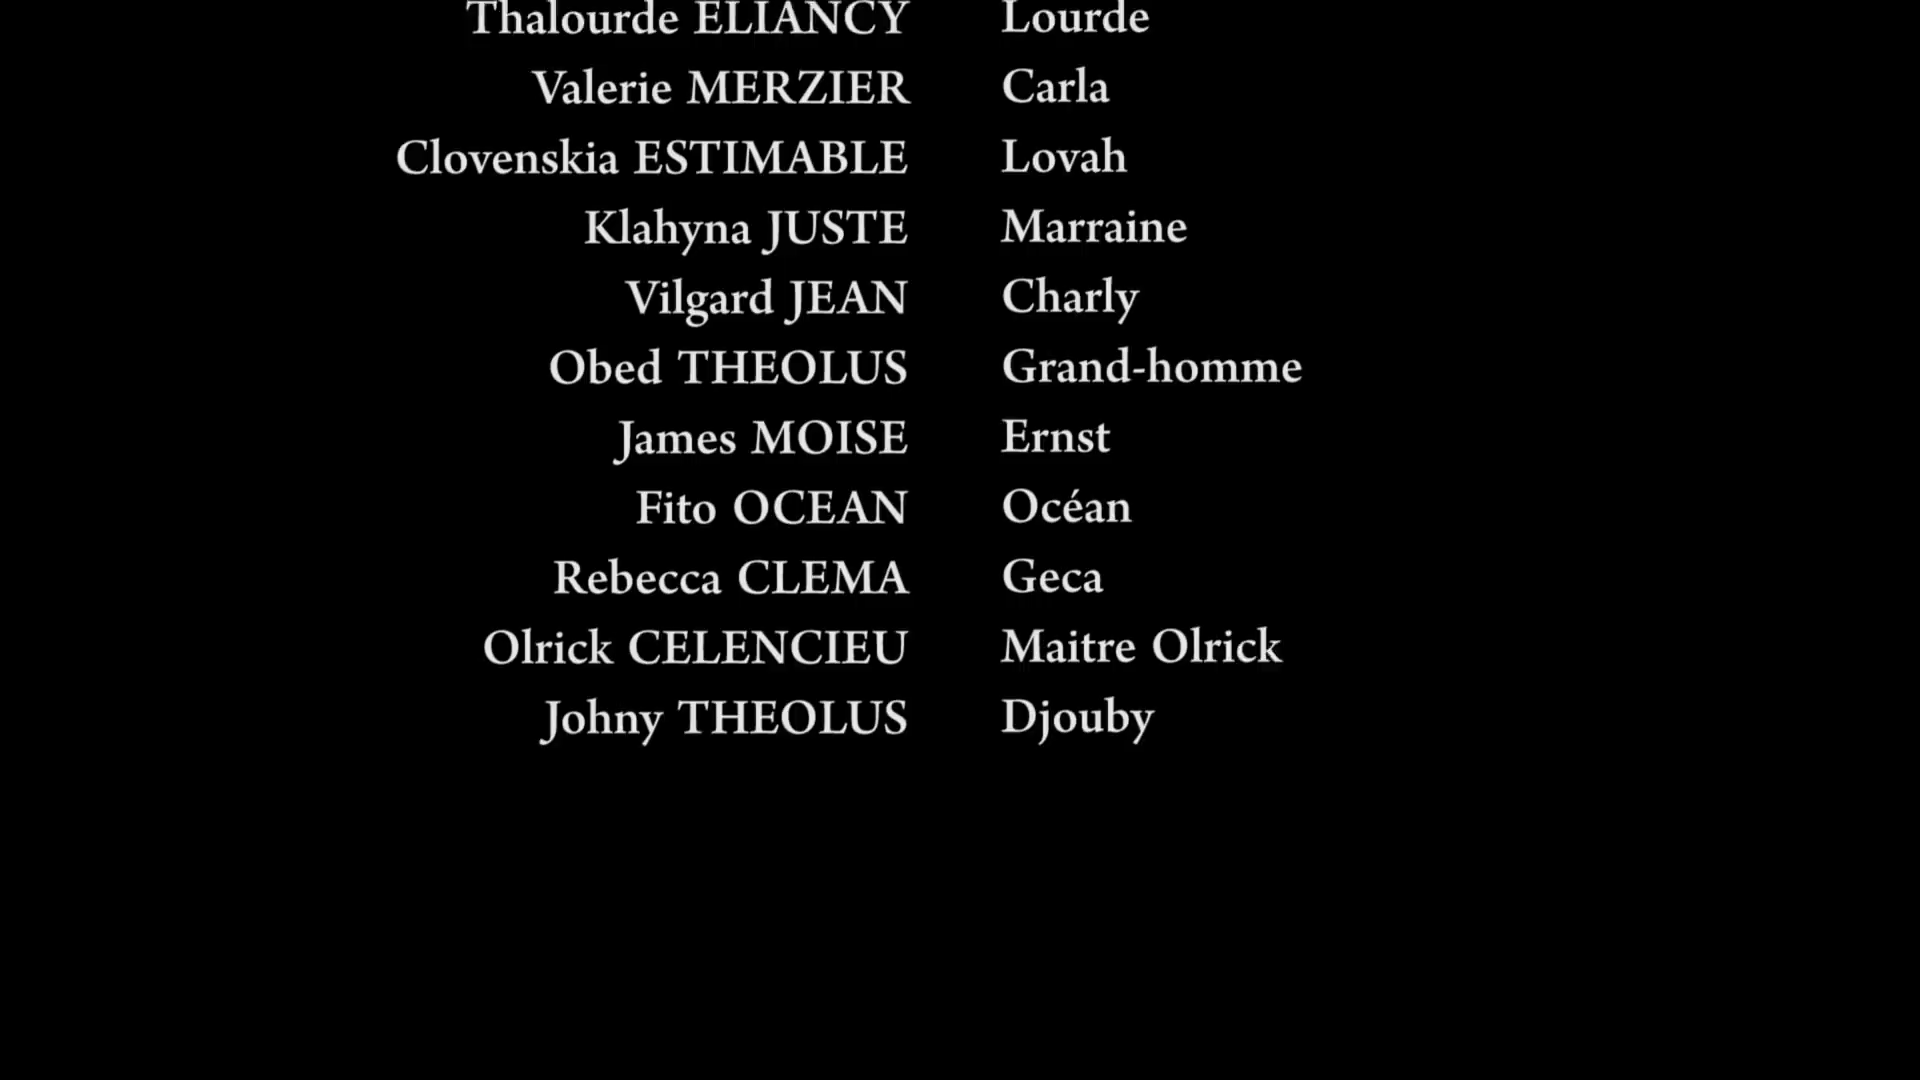 Thalourde ELIANCY Lourde
Valerie MERZIER Carla
Clovenskia ESTIMABLE Lovah
Klahyna JUSTE Marraine
Vilgard JEAN Charly
Obed THEOLUS Grand-homme
James MOISE Ernst
Fito OCEAN Océan
Rebecca CLEMA Geca
Olrick CELENCIEU Maitre Olrick
Johny THEOLUS Djouby